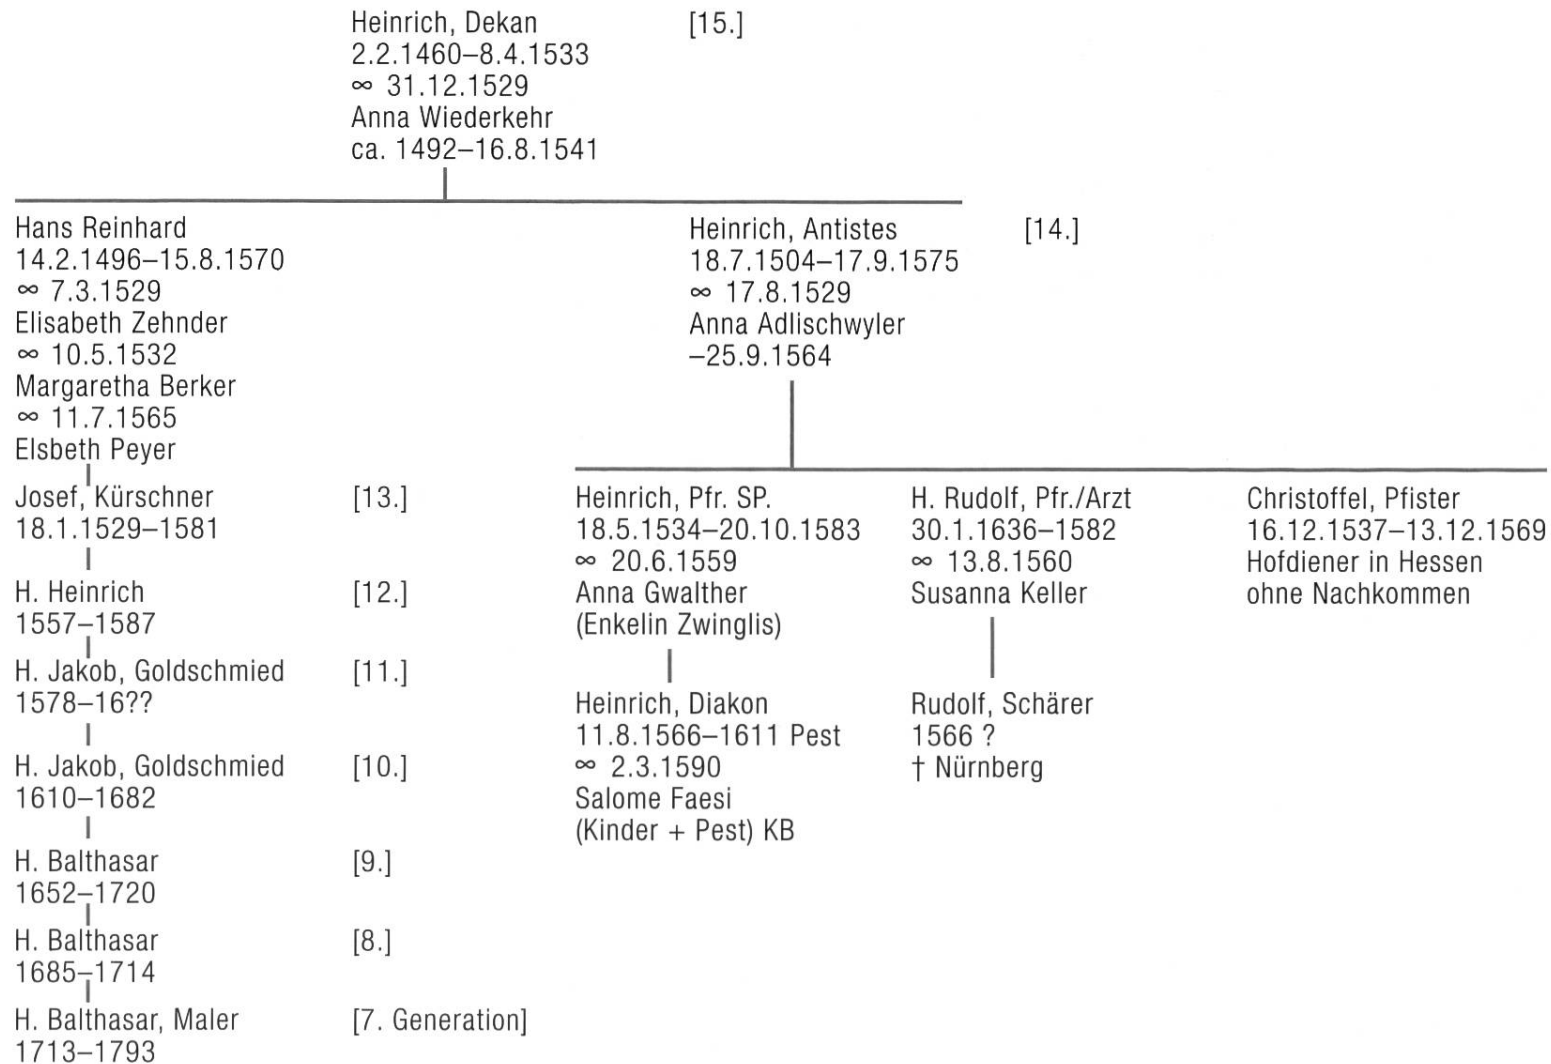 Heinrich, Dekan [15.]
2.2.1460–8.4.1533
∞ 31.12.1529
Anna Wiederkehr
ca. 1492–16.8.1541
Hans Reinhard
14.2.1496–15.8.1570
∞ 7.3.1529
Elisabeth Zehnder
∞ 10.5.1532
Margaretha Berker
∞ 11.7.1565
Elsbeth Peyer
Heinrich, Antistes [14.]
18.7.1504–17.9.1575
∞ 17.8.1529
Anna Adlischwyler
–25.9.1564
Josef, Kürschner [13.]
18.1.1529–1581
H. Heinrich [12.]
1557–1587
H. Jakob, Goldschmied [11.]
1578–16??
H. Jakob, Goldschmied [10.]
1610–1682
H. Balthasar [9.]
1652–1720
H. Balthasar [8.]
1685–1714
H. Balthasar, Maler [7. Generation]
1713–1793
Heinrich, Pfr. SP.
18.5.1534–20.10.1583
∞ 20.6.1559
Anna Gwalther
(Enkelin Zwinglis)
Heinrich, Diakon
11.8.1566–1611 Pest
∞ 2.3.1590
Salome Faesi
(Kinder + Pest) KB
H. Rudolf, Pfr./Arzt
30.1.1636–1582
∞ 13.8.1560
Susanna Keller
Rudolf, Schärer
1566 ?
† Nürnberg
Christoffel, Pfister
16.12.1537–13.12.1569
Hofdiener in Hessen
ohne Nachkommen